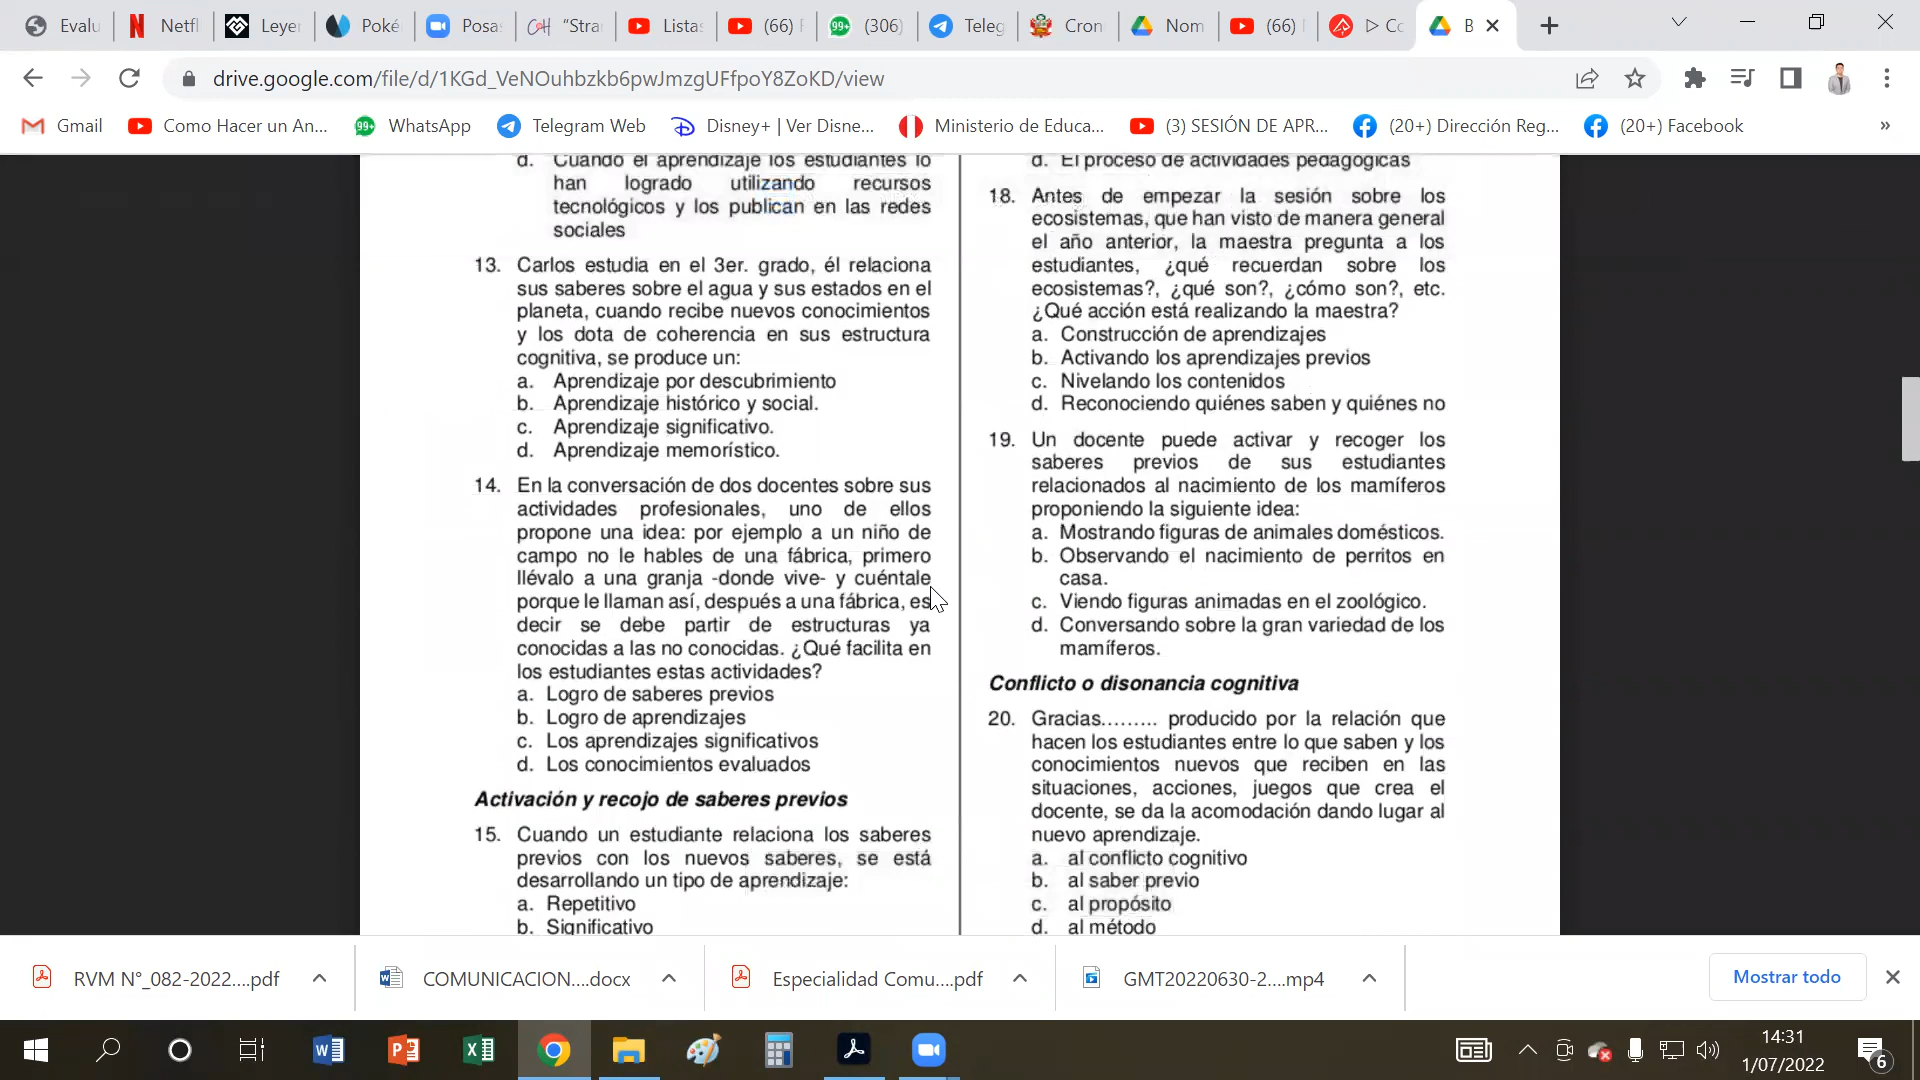 Evalu
Netfl
Leyer
Poké
Posa:
“Stra
Listas
(66) F
(306)
Teleg
Cron
Nom
(66) I
▷ Co
B
drive.google.com/file/d/1KGd_VeNOuhbzkb6pwJmzgUFfpoY8ZoKD/view
Gmail
Como Hacer un An...
WhatsApp
Telegram Web
Disney+ | Ver Disne...
Ministerio de Educa...
(3) SESIÓN DE APR...
(20+) Dirección Reg...
(20+) Facebook
»
d. Cuando el aprendizaje los estudiantes lo
han logrado utilizando recursos
tecnológicos y los publican en las redes
sociales
13. Carlos estudia en el 3er. grado, él relaciona
sus saberes sobre el agua y sus estados en el
planeta, cuando recibe nuevos conocimientos
y los dota de coherencia en sus estructura
cognitiva, se produce un:
a. Aprendizaje por descubrimiento
b. Aprendizaje histórico y social.
c. Aprendizaje significativo.
d. Aprendizaje memorístico.
14. En la conversación de dos docentes sobre sus
actividades profesionales, uno de ellos
propone una idea: por ejemplo a un niño de
campo no le hables de una fábrica, primero
llévalo a una granja -donde vive- y cuéntale
porque le llaman así, después a una fábrica, es
decir se debe partir de estructuras ya
conocidas a las no conocidas. ¿Qué facilita en
los estudiantes estas actividades?
a. Logro de saberes previos
b. Logro de aprendizajes
c. Los aprendizajes significativos
d. Los conocimientos evaluados
Activación y recojo de saberes previos
15. Cuando un estudiante relaciona los saberes
previos con los nuevos saberes, se está
desarrollando un tipo de aprendizaje:
a. Repetitivo
b. Significativo
d. El proceso de actividades pedagógicas
18. Antes de empezar la sesión sobre los
ecosistemas, que han visto de manera general
el año anterior, la maestra pregunta a los
estudiantes, ¿qué recuerdan sobre los
ecosistemas?, ¿qué son?, ¿cómo son?, etc.
¿Qué acción está realizando la maestra?
a. Construcción de aprendizajes
b. Activando los aprendizajes previos
c. Nivelando los contenidos
d. Reconociendo quiénes saben y quiénes no
19. Un docente puede activar y recoger los
saberes previos de sus estudiantes
relacionados al nacimiento de los mamíferos
proponiendo la siguiente idea:
a. Mostrando figuras de animales domésticos.
b. Observando el nacimiento de perritos en
casa.
c. Viendo figuras animadas en el zoológico.
d. Conversando sobre la gran variedad de los
mamíferos.
Conflicto o disonancia cognitiva
20. Gracias......... producido por la relación que
hacen los estudiantes entre lo que saben y los
conocimientos nuevos que reciben en las
situaciones, acciones, juegos que crea el
docente, se da la acomodación dando lugar al
nuevo aprendizaje.
a. al conflicto cognitivo
b. al saber previo
c. al propósito
d. al método
RVM N°_082-2022....pdf
COMUNICACION....docx
Especialidad Comu....pdf
GMT20220630-2....mp4
Mostrar todo
14:31
1/07/2022
6